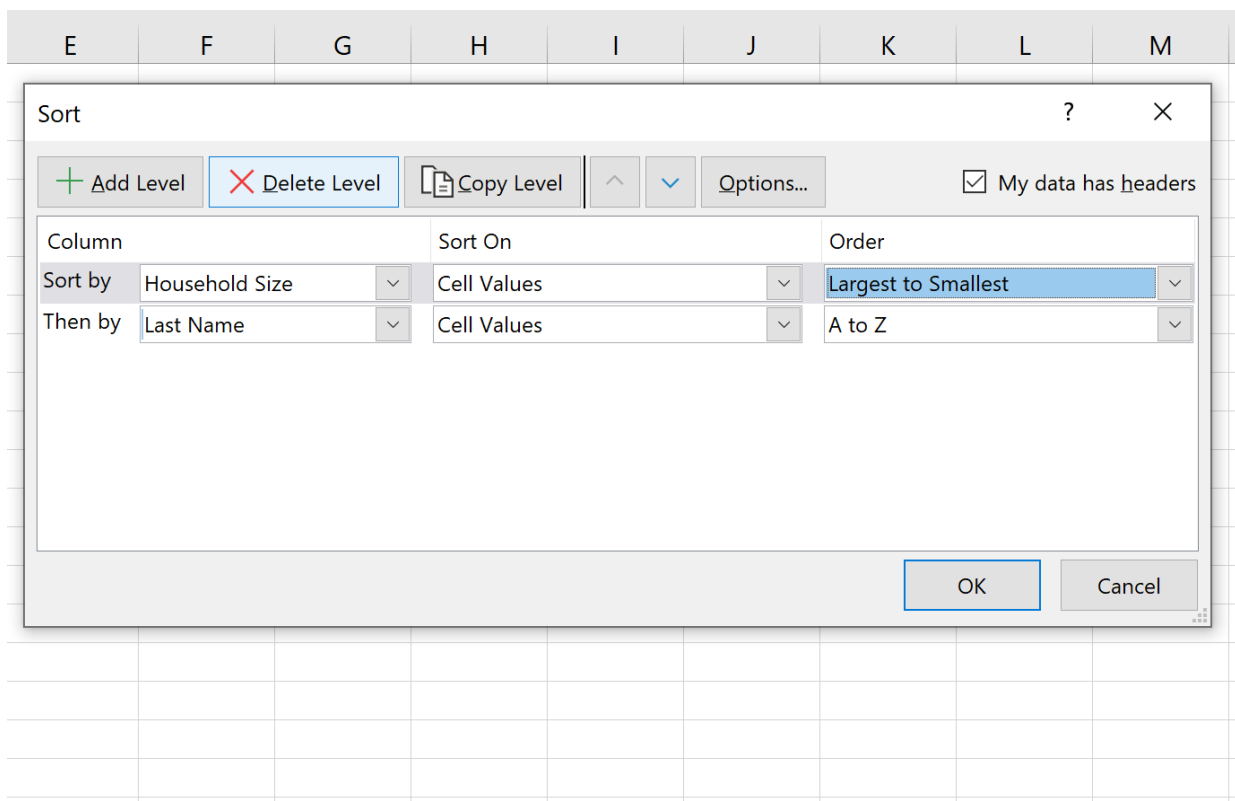 E F G H I J K L M
Sort ?
Add Level Delete Level Copy Level Options... My data has headers
Column Sort On Order
Sort by Household Size Cell Values Largest to Smallest
Then by Last Name Cell Values A to Z
OK Cancel